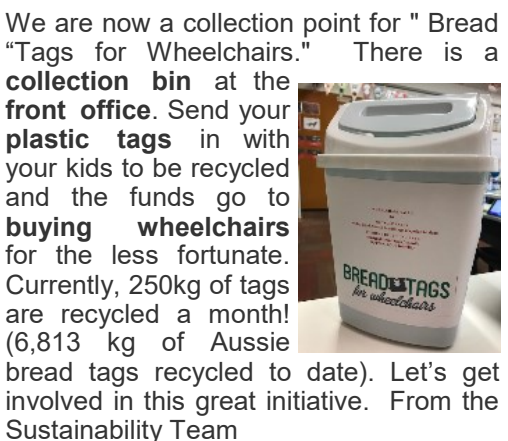 We are now a collection point for " Bread
“Tags for Wheelchairs." There is a
collection bin at the
front office. Send your
plastic tags in with
your kids to be recycled
and the funds go to
buying wheelchairs
for the less fortunate.
Currently, 250kg of tags
are recycled a month!
(6,813 kg of Aussie
bread tags recycled to date). Let’s get
involved in this great initiative. From the
Sustainability Team
BREAD TAGS
for wheelchairs